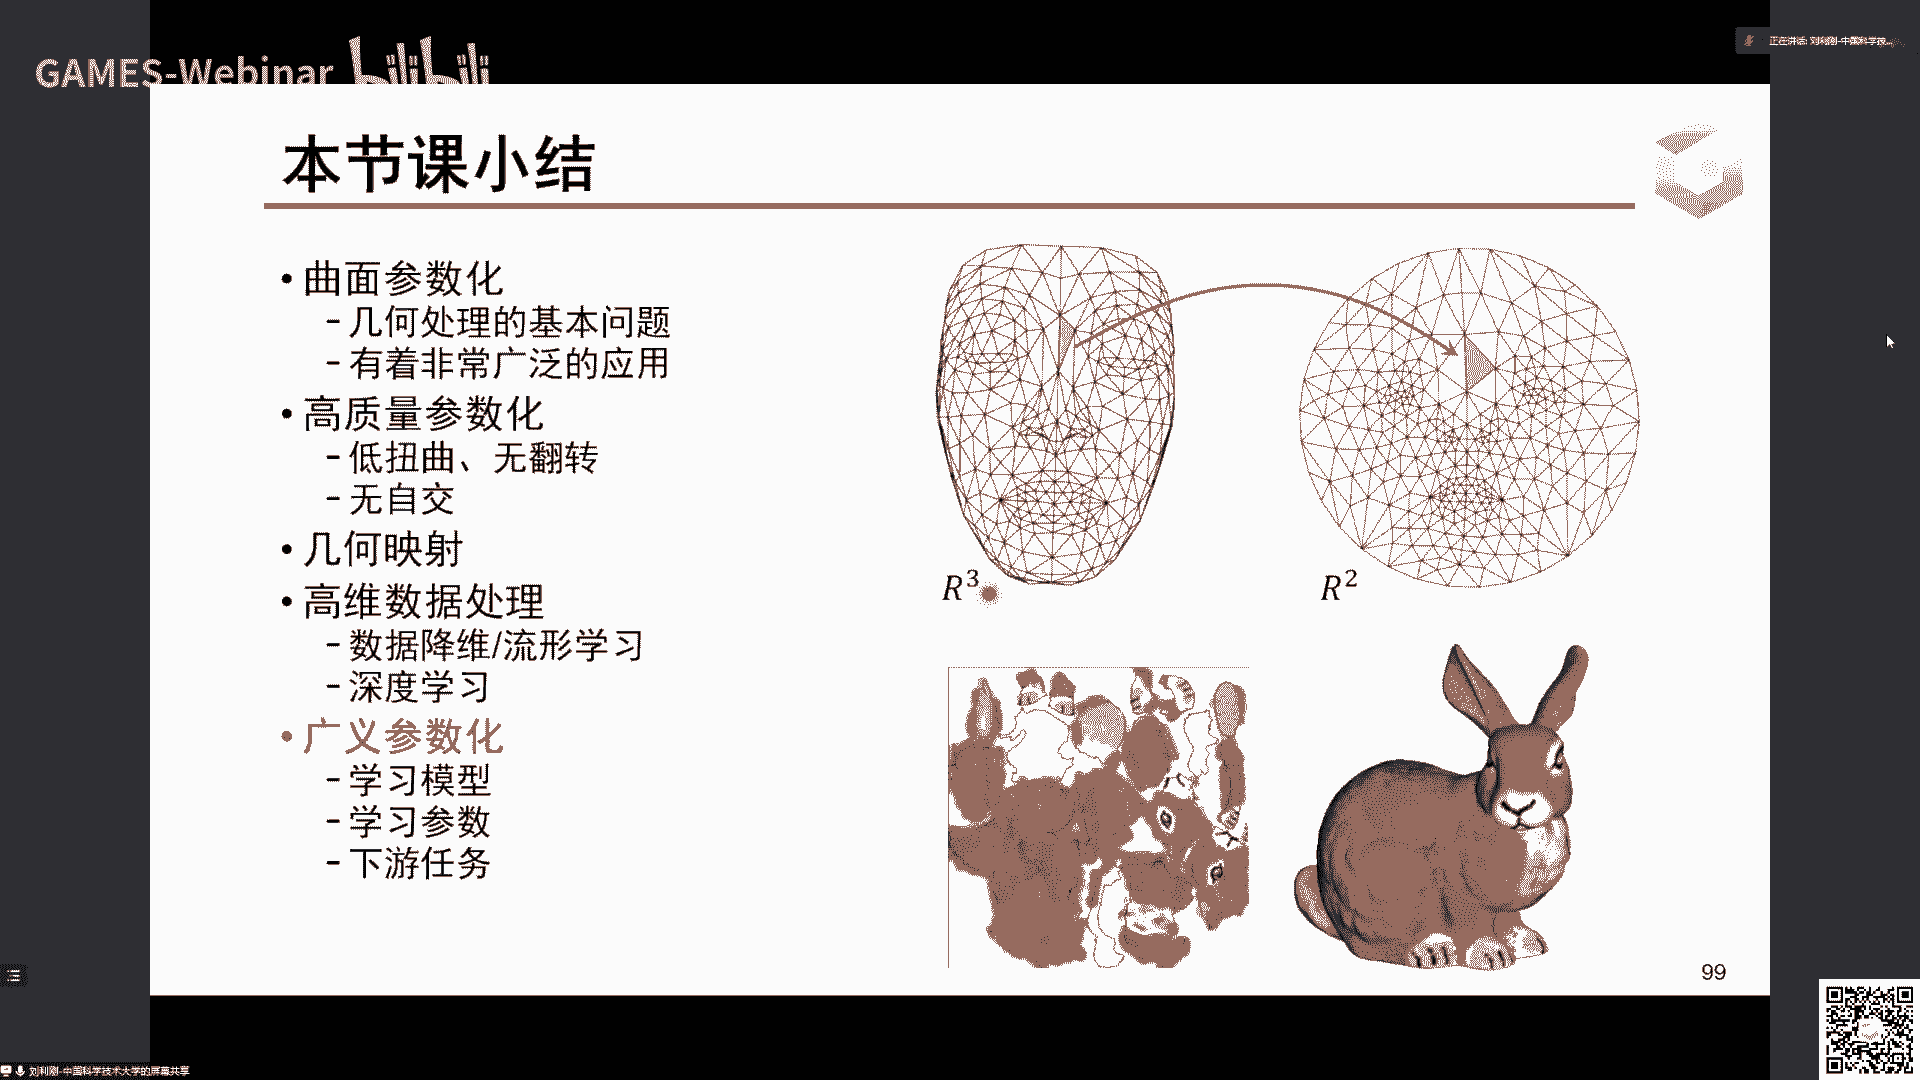 GAMES-Webinar bilibili
正在讲话: 刘利刚-中国科学技...
本节课小结
• 曲面参数化
- 几何处理的基本问题
- 有着非常广泛的应用
• 高质量参数化
- 低扭曲、无翻转
- 无自交
• 几何映射
• 高维数据处理
- 数据降维/流形学习
- 深度学习
• 广义参数化
- 学习模型
- 学习参数
- 下游任务
R³
R²
99
刘利刚-中国科学技术大学的屏幕共享